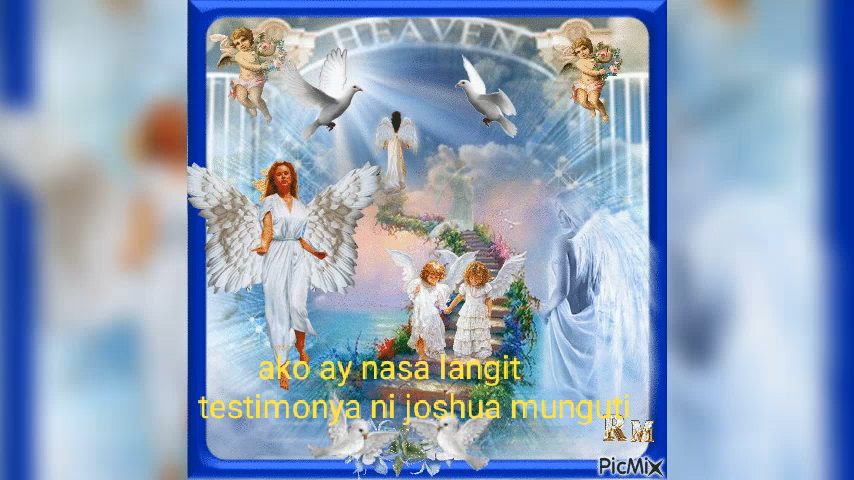 HEAVEN
ako ay nasa langit
testimonya ni joshua munguti
RM
PicMix